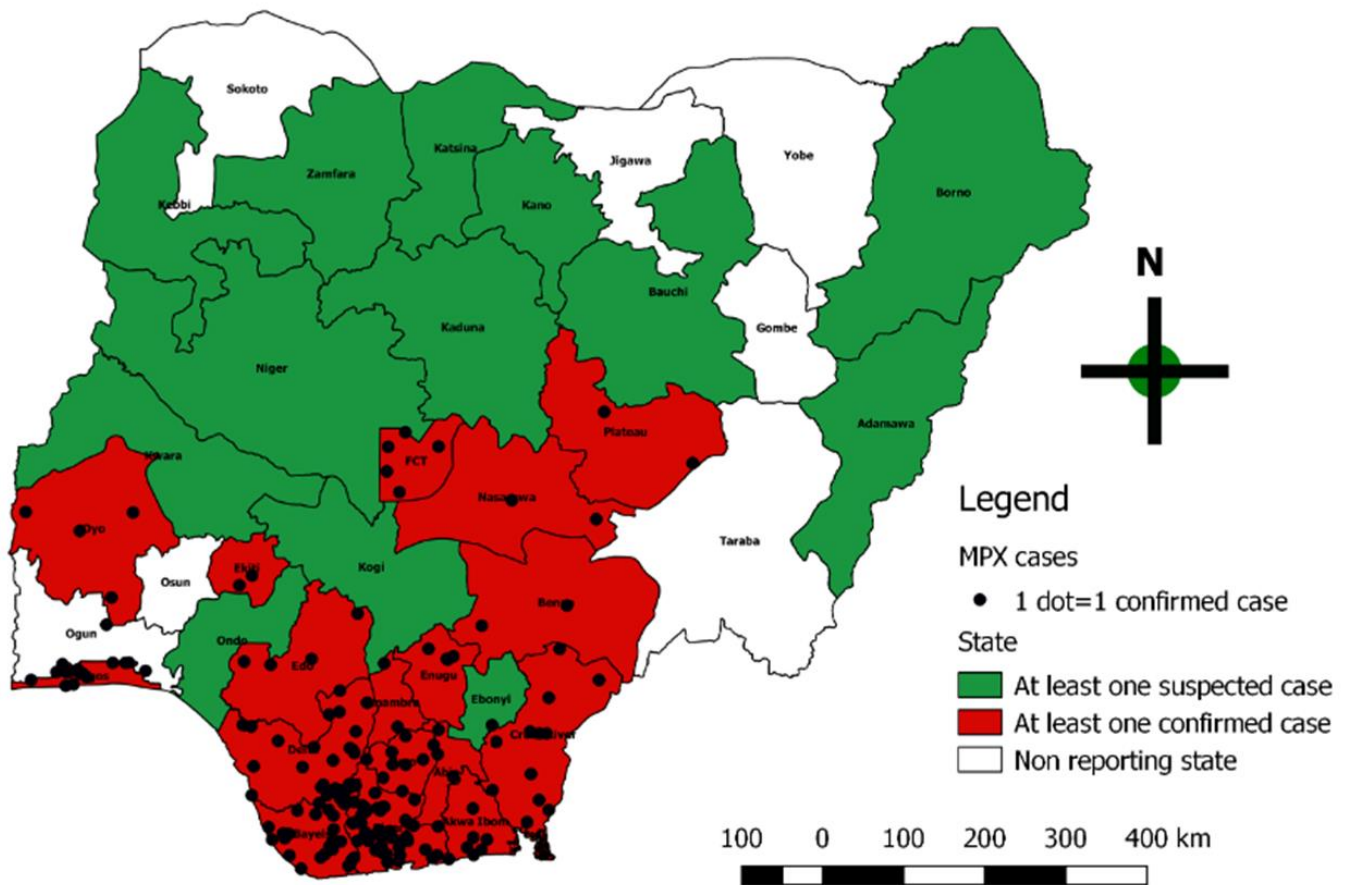 Sokoto
Katsina
Jigawa
Yobe
Zamfara
Borno
Kebbi
Kano
N
Bauchi
Kaduna
Gombe
Niger
Adamawa
Plateau
Kwara
FCT
Nasarawa
Legend
Oyo
Taraba
MPX cases
Ekiti
Kogi
Osun
1 dot=1 confirmed case
Benue
Ogun
Ondo
State
Edo
Enugu
At least one suspected case
Ebonyi
At least one confirmed case
Non reporting state
Akwa Ibom
100 0 100 200 300 400 km